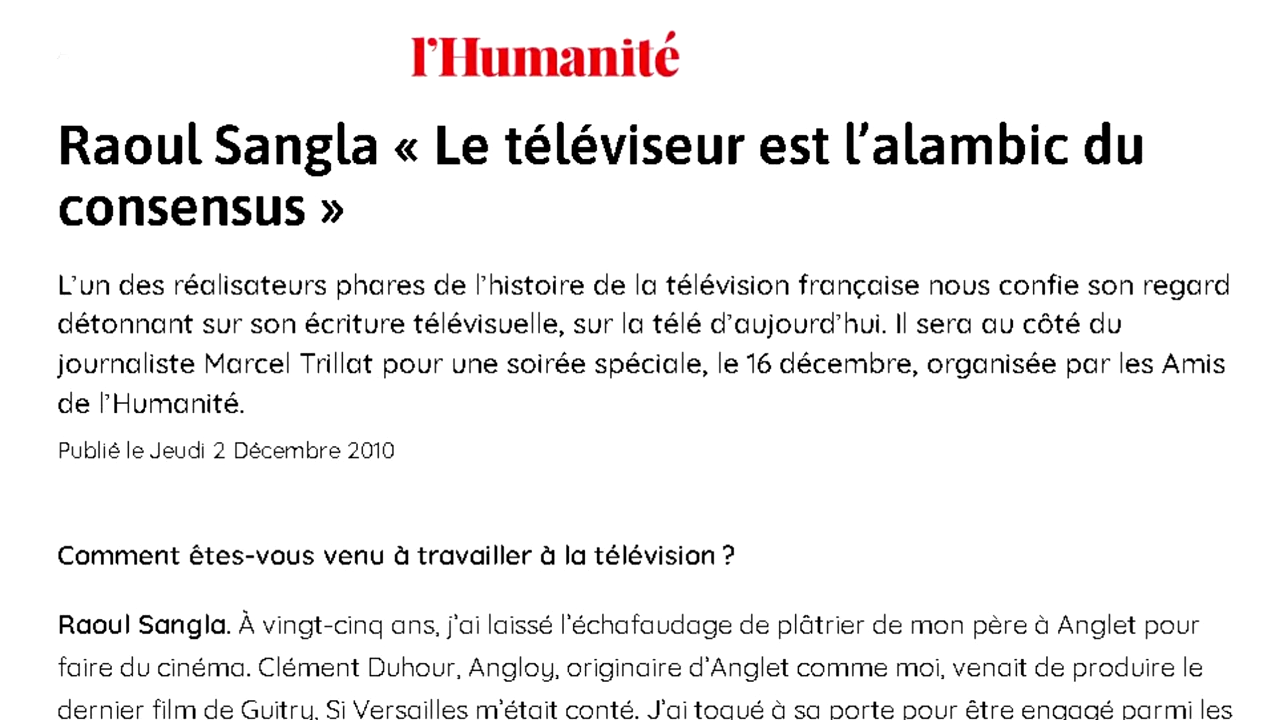 l'Humanité
Raoul Sangla « Le téléviseur est l'alambic du
consensus »
L'un des réalisateurs phares de l'histoire de la télévision française nous confie son regard
détonnant sur son écriture télévisuelle, sur la télé d'aujourd'hui. Il sera au côté du
journaliste Marcel Trillat pour une soirée spéciale, le 16 décembre, organisée par les Amis
de l'Humanité.
Publié le Jeudi 2 Décembre 2010
Comment êtes-vous venu à travailler à la télévision ?
Raoul Sangla. À vingt-cinq ans, j'ai laissé l'échafaudage de plâtrier de mon père à Anglet pour
faire du cinéma. Clément Duhour, Angloy, originaire d'Anglet comme moi, venait de produire le
dernier film de Guitry, Si Versailles m'était conté. J'ai toqué à sa porte pour être engagé parmi les